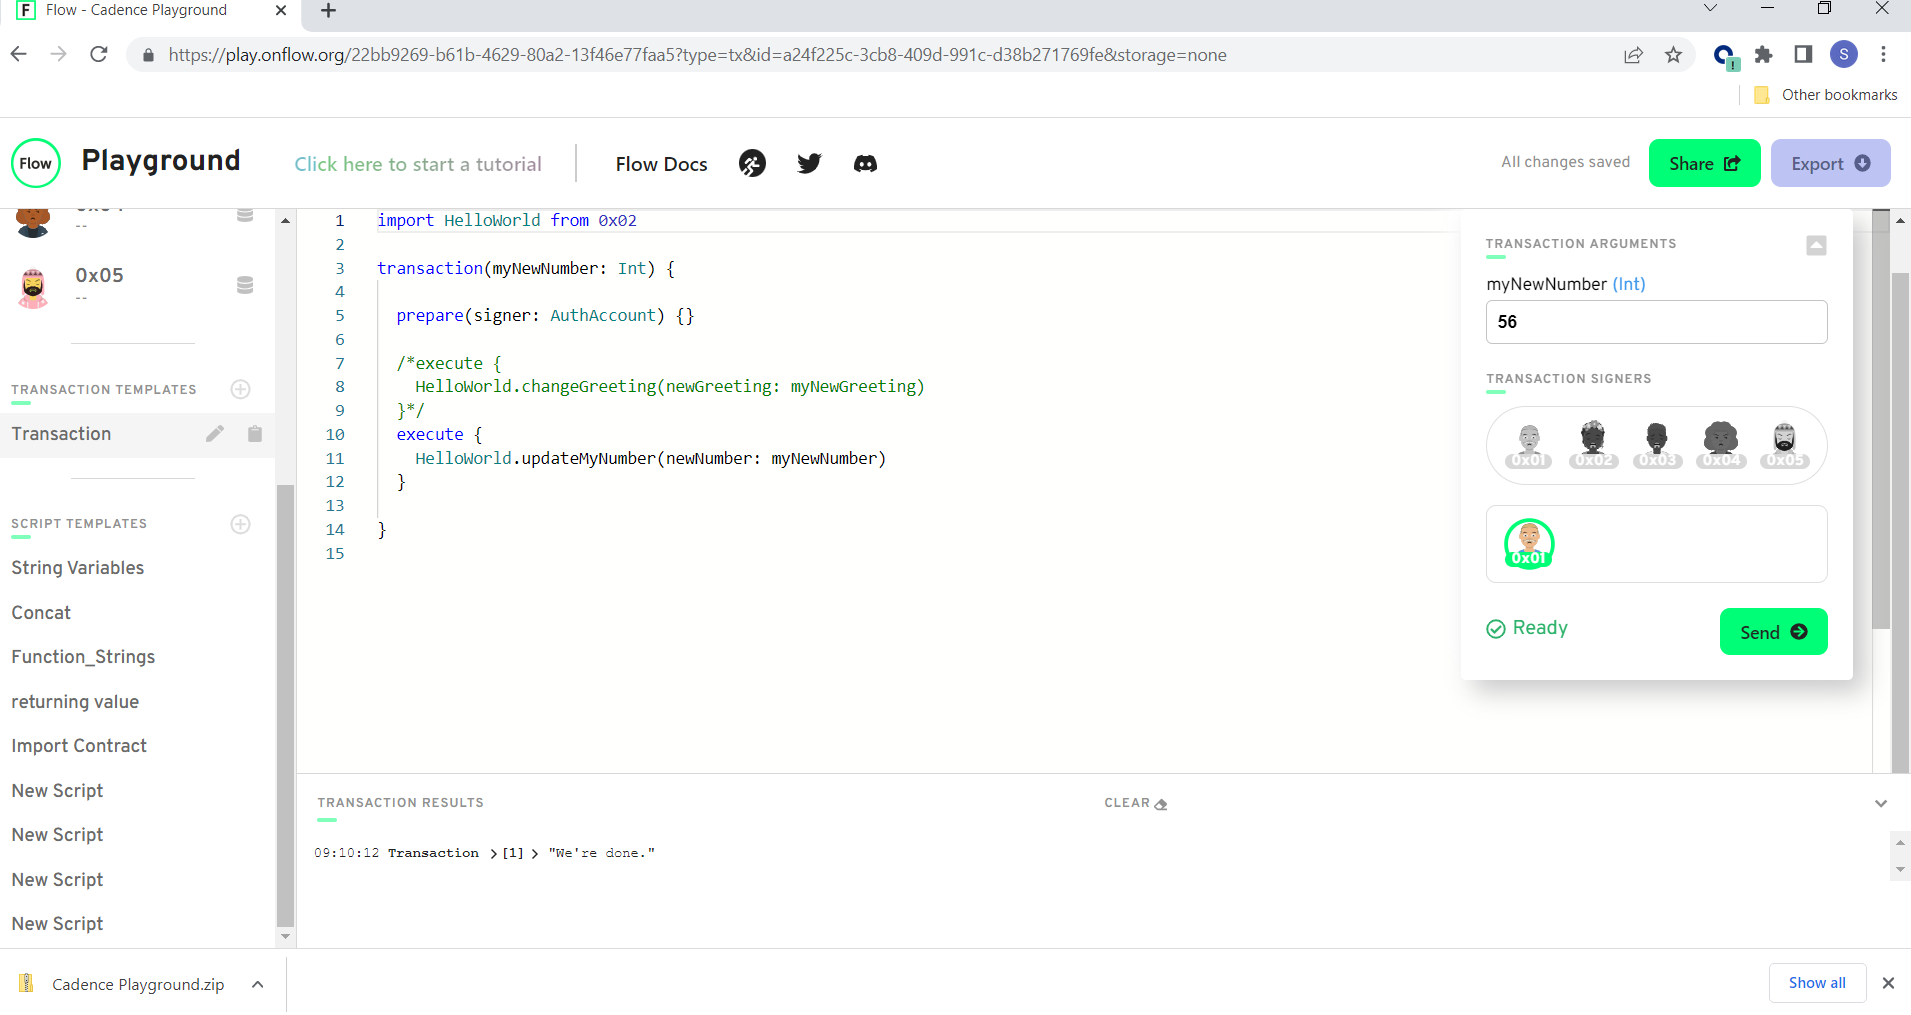 Flow - Cadence Playground
https://play.onflow.org/22bb9269-b61b-4629-80a2-13f46e77faa5?type=tx&id=a24f225c-3cb8-409d-991c-d38b271769fe&storage=none
S
Other bookmarks
Flow
Playground
Click here to start a tutorial
Flow Docs
All changes saved
Share
Export
--
0x05
--
TRANSACTION TEMPLATES
Transaction
SCRIPT TEMPLATES
String Variables
Concat
Function_Strings
returning value
Import Contract
New Script
New Script
New Script
New Script
1 import HelloWorld from 0x02
2
3 transaction(myNewNumber: Int) {
4
5 prepare(signer: AuthAccount) {}
6
7 /*execute {
8 HelloWorld.changeGreeting(newGreeting: myNewGreeting)
9 }*/
10 execute {
11 HelloWorld.updateMyNumber(newNumber: myNewNumber)
12 }
13
14 }
15
TRANSACTION ARGUMENTS
myNewNumber (Int)
56
TRANSACTION SIGNERS
0x01 0x02 0x03 0x04 0x05
0x01
Ready
Send
TRANSACTION RESULTS
CLEAR
09:10:12 Transaction >[1] > "We're done."
Cadence Playground.zip
Show all